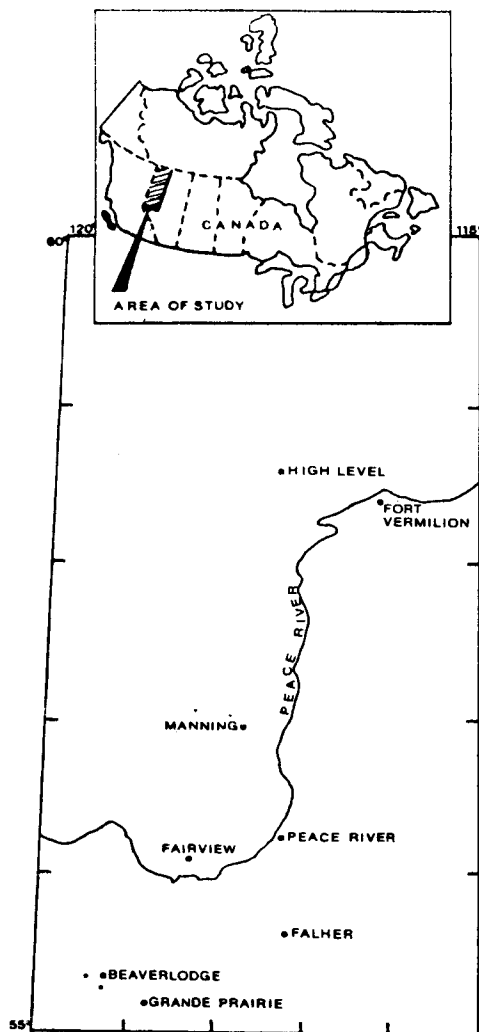 CANADA
AREA OF STUDY
60°
120°
115°
HIGH LEVEL
FORT
VERMILION
PEACE RIVER
MANNING
PEACE RIVER
FAIRVIEW
FALHER
BEAVERLODGE
GRANDE PRAIRIE
55°